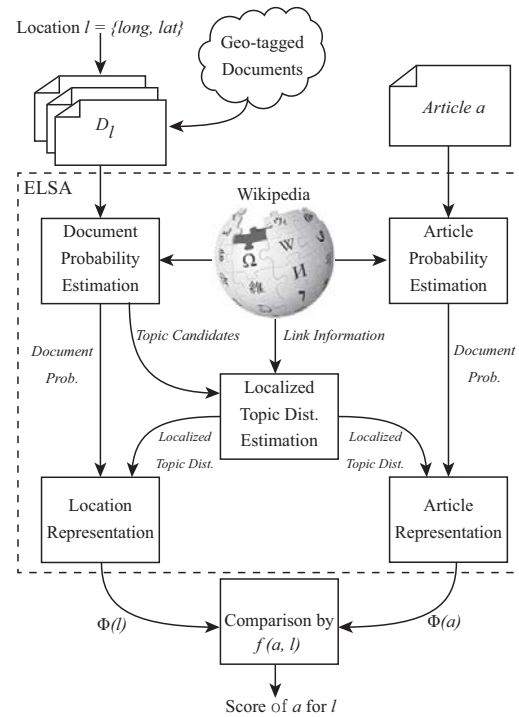 Location l = {long, lat}
Geo-tagged
Documents
D_l
Article a
ELSA
Wikipedia
Document
Probability
Estimation
Ω
W
И
Article
Probability
Estimation
Topic Candidates
Link Information
Document
Prob.
Document
Prob.
Localized
Topic Dist.
Estimation
Localized
Topic Dist.
Localized
Topic Dist.
Location
Representation
Article
Representation
Φ(l)
Comparison by
f (a, l)
Φ(a)
Score of a for l